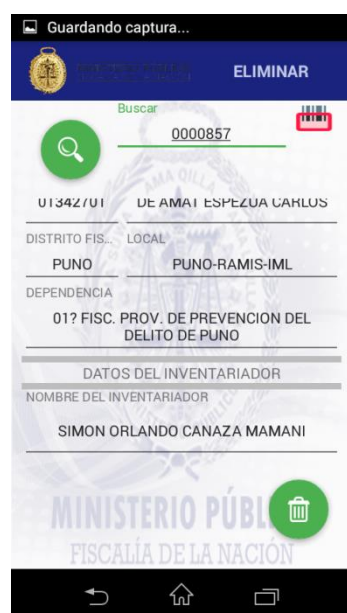 Guardando captura...
ELIMINAR
Buscar
0000857
01342701 DE AMAT ESPEZUA CARLOS
DISTRITO FIS... LOCAL
PUNO PUNO-RAMIS-IML
DEPENDENCIA
01? FISC. PROV. DE PREVENCION DEL
DELITO DE PUNO
DATOS DEL INVENTARIADOR
NOMBRE DEL INVENTARIADOR
SIMON ORLANDO CANAZA MAMANI
MINISTERIO PÚBL
FISCALÍA DE LA NACIÓN